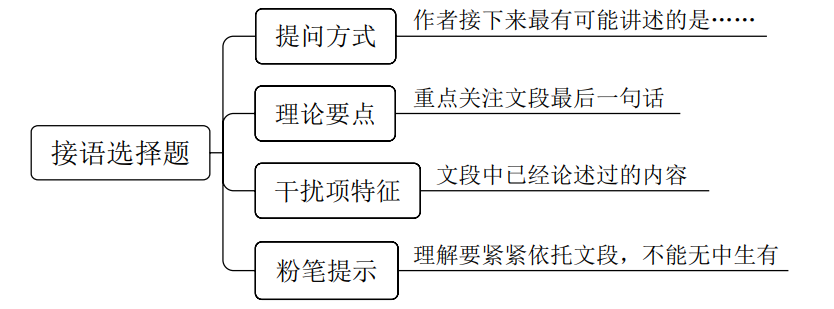 接语选择题
提问方式
作者接下来最有可能讲述的是……
理论要点
重点关注文段最后一句话
干扰项特征
文段中已经论述过的内容
粉笔提示
理解要紧紧依托文段，不能无中生有